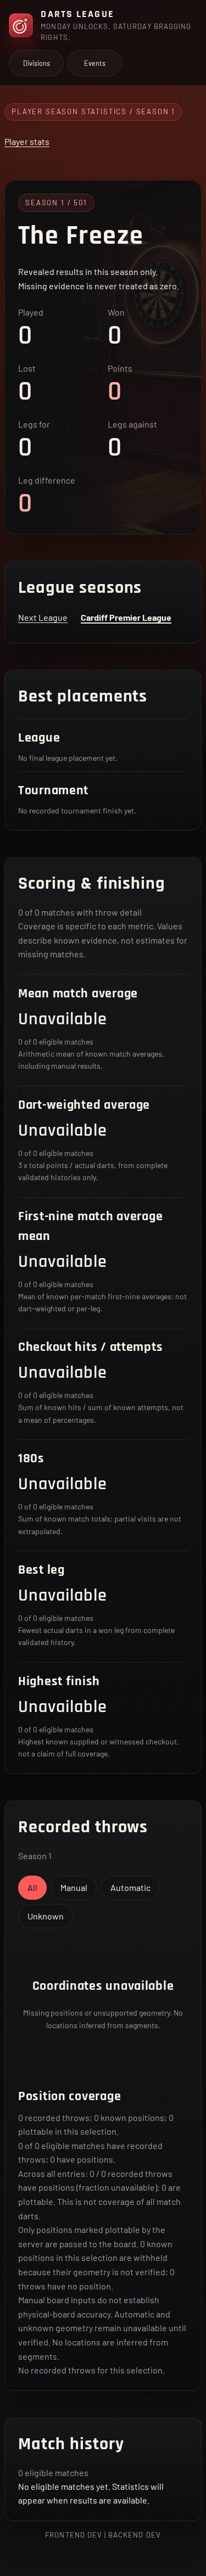 DARTS LEAGUE
MONDAY UNLOCKS. SATURDAY BRAGGING
RIGHTS.
Divisions
Events
PLAYER SEASON STATISTICS / SEASON 1
Player stats
SEASON 1 / 501
The Freeze
Revealed results in this season only.
Missing evidence is never treated as zero.
Played
Won
0
0
Lost
Points
0
0
Legs for
Legs against
0
0
Leg difference
0
League seasons
Next League
Cardiff Premier League
Best placements
League
No final league placement yet.
Tournament
No recorded tournament finish yet.
Scoring & finishing
0 of 0 matches with throw detail
Coverage is specific to each metric. Values
describe known evidence, not estimates for
missing matches.
Mean match average
Unavailable
0 of 0 eligible matches
Arithmetic mean of known match averages,
including manual results.
Dart-weighted average
Unavailable
0 of 0 eligible matches
3 x total points / actual darts, from complete
validated histories only.
First-nine match average
mean
Unavailable
0 of 0 eligible matches
Mean of known per-match first-nine averages; not
dart-weighted or per-leg.
Checkout hits / attempts
Unavailable
0 of 0 eligible matches
Sum of known hits / sum of known attempts, not
a mean of percentages.
180s
Unavailable
0 of 0 eligible matches
Sum of known match totals; partial visits are not
extrapolated.
Best leg
Unavailable
0 of 0 eligible matches
Fewest actual darts in a won leg from complete
validated history.
Highest finish
Unavailable
0 of 0 eligible matches
Highest known supplied or witnessed checkout,
not a claim of full coverage.
Recorded throws
Season 1
All
Manual
Automatic
Unknown
Coordinates unavailable
Missing positions or unsupported geometry. No
locations inferred from segments.
Position coverage
0 recorded throws; 0 known positions; 0
plottable in this selection.
0 of 0 eligible matches have recorded
throws; 0 have positions.
Across all entries: 0 / 0 recorded throws
have positions (fraction unavailable); 0 are
plottable. This is not coverage of all match
darts.
Only positions marked plottable by the
server are passed to the board. 0 known
positions in this selection are withheld
because their geometry is not verified; 0
throws have no position.
Manual board inputs do not establish
physical-board accuracy. Automatic and
unknown geometry remain unavailable until
verified. No locations are inferred from
segments.
No recorded throws for this selection.
Match history
0 eligible matches
No eligible matches yet. Statistics will
appear when results are available.
FRONTEND DEV | BACKEND DEV